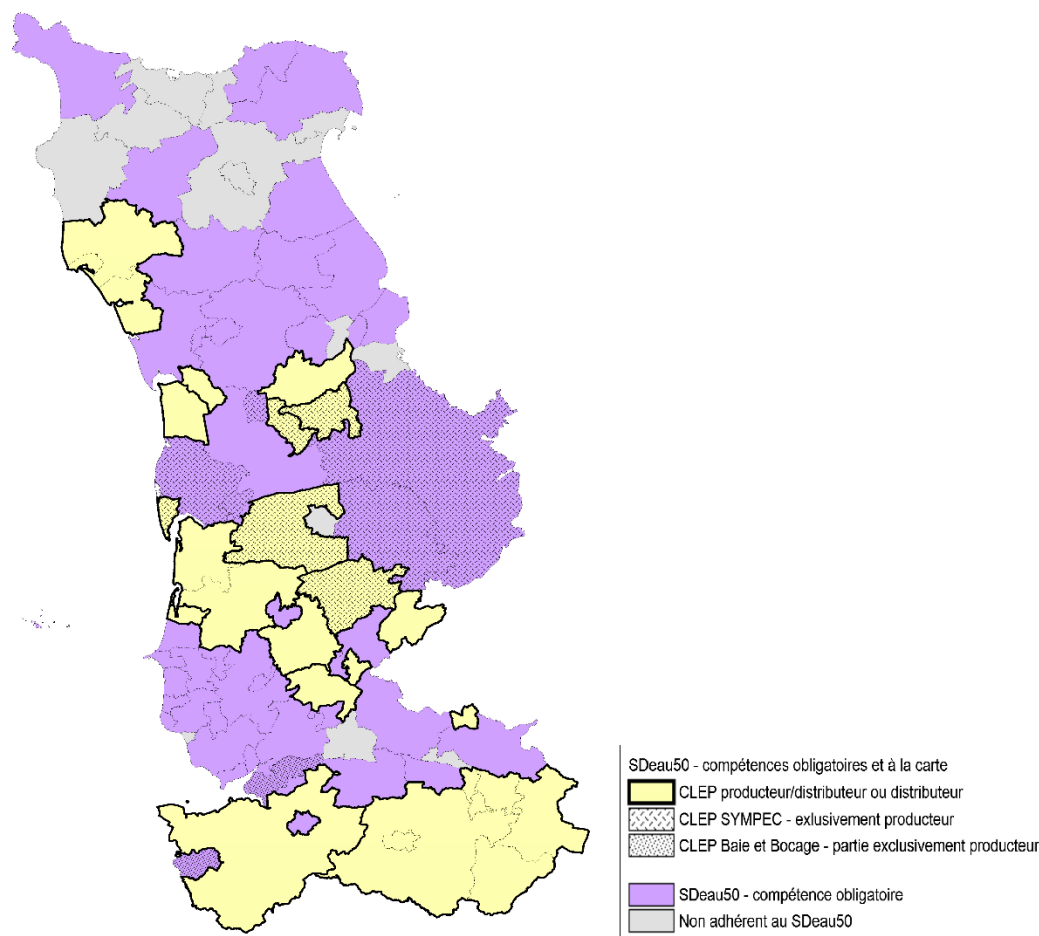 SDeau50 - compétences obligatoires et à la carte
CLEP producteur/distributeur ou distributeur
CLEP SYMPEC - exlusivement producteur
CLEP Baie et Bocage - partie exclusivement producteur
SDeau50 - compétence obligatoire
Non adhérent au SDeau50